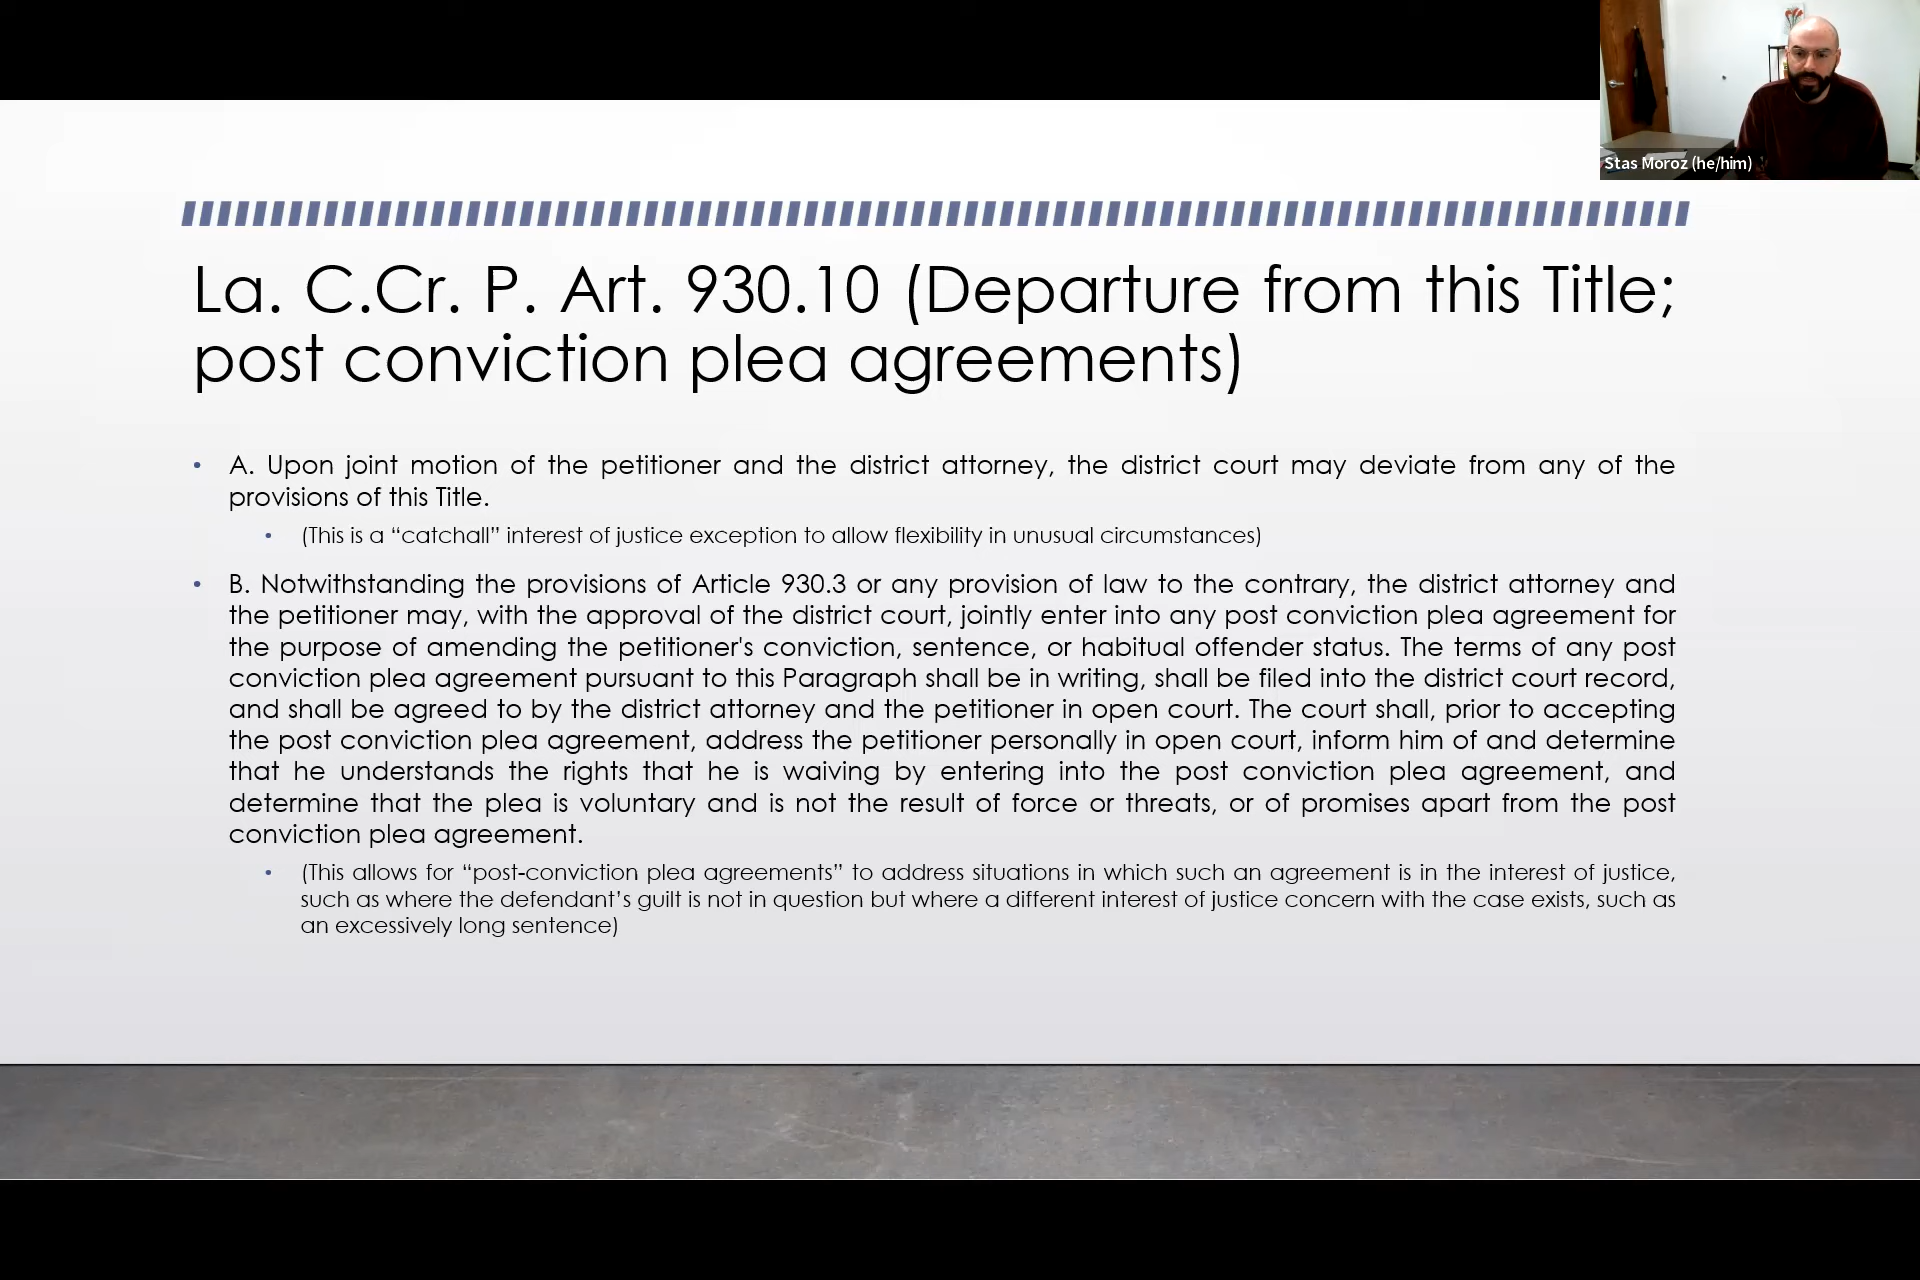 Stas Moroz (he/him)
La. C.Cr. P. Art. 930.10 (Departure from this Title;
post conviction plea agreements)
• A. Upon joint motion of the petitioner and the district attorney, the district court may deviate from any of the
provisions of this Title.
• (This is a “catchall” interest of justice exception to allow flexibility in unusual circumstances)
• B. Notwithstanding the provisions of Article 930.3 or any provision of law to the contrary, the district attorney and
the petitioner may, with the approval of the district court, jointly enter into any post conviction plea agreement for
the purpose of amending the petitioner's conviction, sentence, or habitual offender status. The terms of any post
conviction plea agreement pursuant to this Paragraph shall be in writing, shall be filed into the district court record,
and shall be agreed to by the district attorney and the petitioner in open court. The court shall, prior to accepting
the post conviction plea agreement, address the petitioner personally in open court, inform him of and determine
that he understands the rights that he is waiving by entering into the post conviction plea agreement, and
determine that the plea is voluntary and is not the result of force or threats, or of promises apart from the post
conviction plea agreement.
• (This allows for “post-conviction plea agreements” to address situations in which such an agreement is in the interest of justice,
such as where the defendant’s guilt is not in question but where a different interest of justice concern with the case exists, such as
an excessively long sentence)